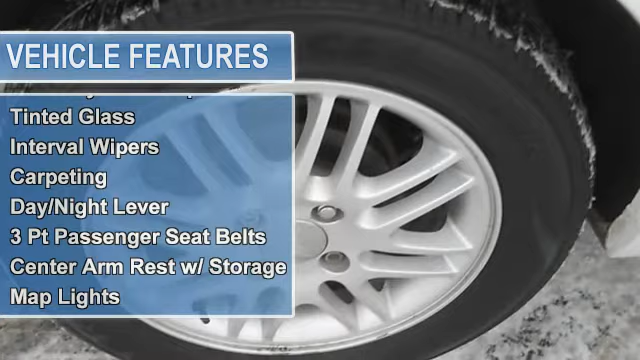 VEHICLE FEATURES
Tinted Glass
Interval Wipers
Carpeting
Day/Night Lever
3 Pt Passenger Seat Belts
Center Arm Rest w/ Storage
Map Lights